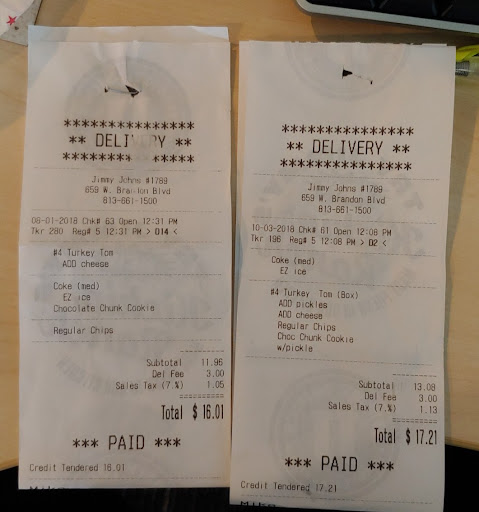 ***************
** DELIVERY **
***************
Jimmy Johns #1789
659 W. Brandon Blvd
813-661-1500
08-01-2018 Chk# 63 Open 12:31 PM
Tkr 280 Reg# 5 12:31 PM > D14 <
#4 Turkey Tom
ADD cheese
Coke (med)
EZ ice
Chocolate Chunk Cookie
Regular Chips
Subtotal 11.96
Del Fee 3.00
Sales Tax (7.%) 1.05
Total $ 16.01
*** PAID ***
Credit Tendered 16.01
***************
** DELIVERY **
***************
Jimmy Johns #1789
659 W. Brandon Blvd
813-661-1500
10-03-2018 Chk# 61 Open 12:08 PM
Tkr 196 Reg# 5 12:08 PM > D2 <
Coke (med)
EZ ice
#4 Turkey Tom (Box)
ADD pickles
ADD cheese
Regular Chips
Choc Chunk Cookie
w/pickle
Subtotal 13.08
Del Fee 3.00
Sales Tax (7.%) 1.13
Total $ 17.21
*** PAID ***
Credit Tendered 17.21